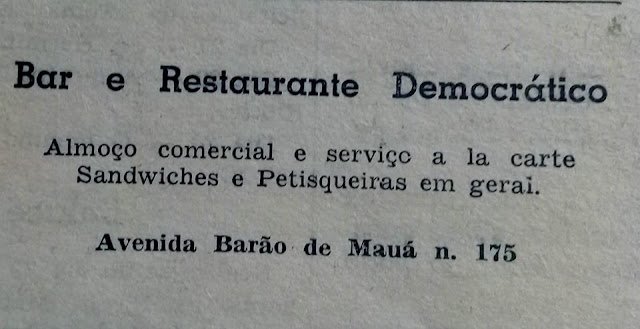 Bar e Restaurante Democrático
Almoço comercial e serviço a la carte
Sandwiches e Petisqueiras em geral.
Avenida Barão de Mauá n. 175